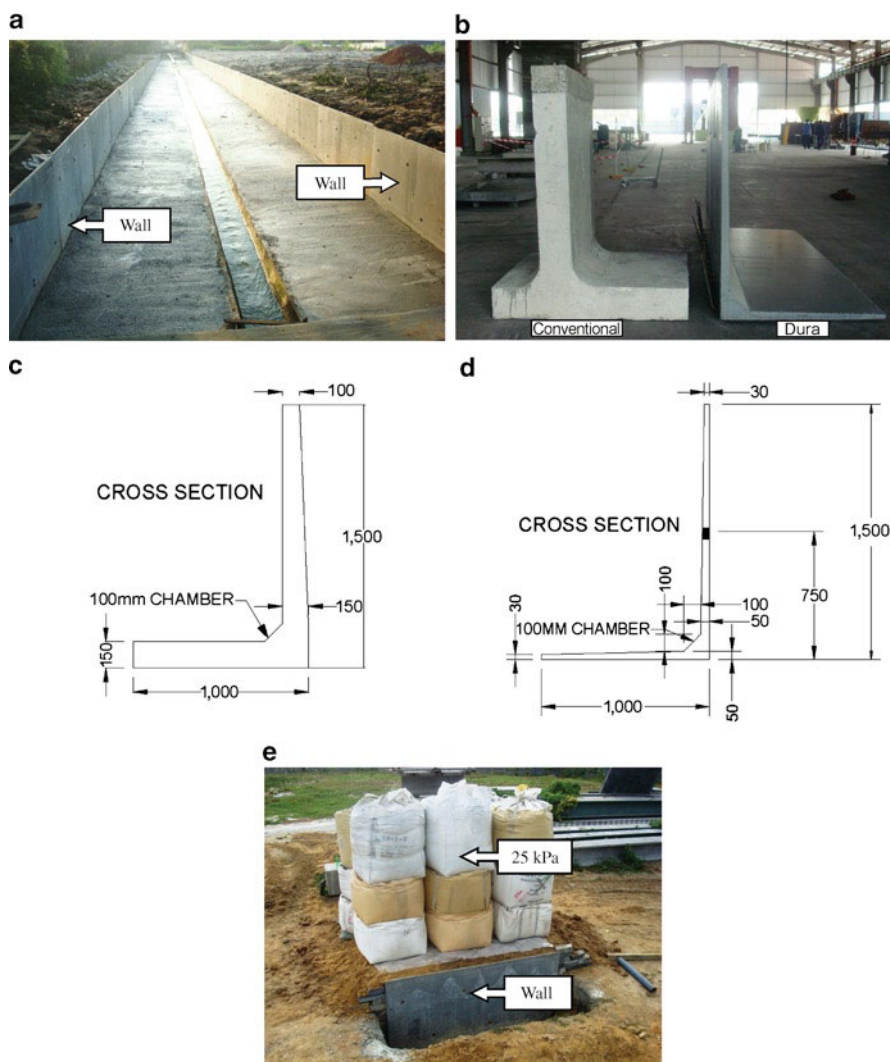 a
Wall
Wall
b
Conventional
Dura
c
100
CROSS SECTION
1,500
100mm CHAMBER
150
150
1,000
d
30
CROSS SECTION
1,500
100
750
30
100
100MM CHAMBER
50
1,000
50
e
25 kPa
Wall